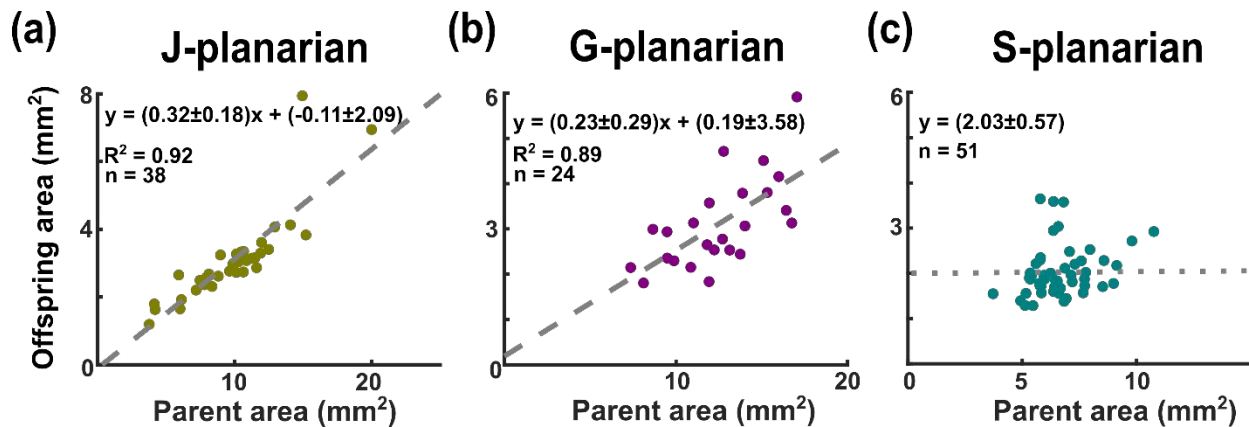 (a)
J-planarian
Offspring area (mm²)
8
4
0
y = (0.32±0.18)x + (-0.11±2.09)
R² = 0.92
n = 38
10
20
Parent area (mm²)
(b)
G-planarian
6
3
0
y = (0.23±0.29)x + (0.19±3.58)
R² = 0.89
n = 24
0
10
20
Parent area (mm²)
(c)
S-planarian
6
3
0
y = (2.03±0.57)
n = 51
0
5
10
Parent area (mm²)